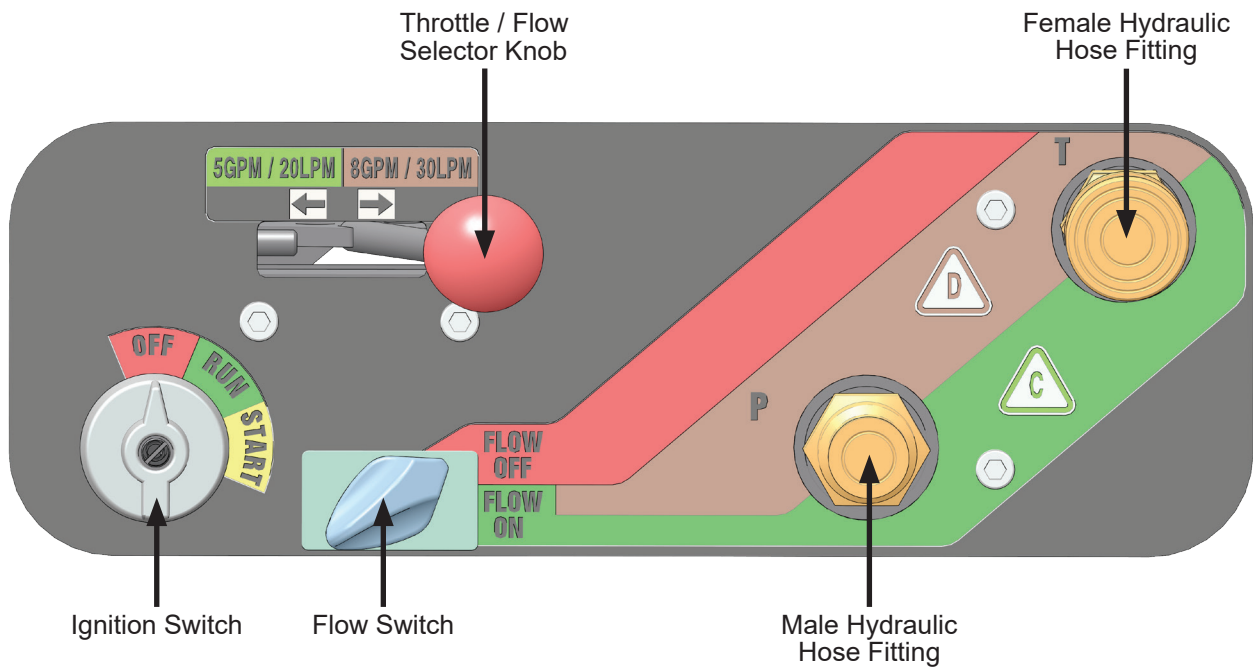 Throttle / Flow
Selector Knob
Female Hydraulic
Hose Fitting
5GPM / 20LPM
8GPM / 30LPM
T
D
OFF
RUN
START
C
P
FLOW
OFF
FLOW
ON
Ignition Switch
Flow Switch
Male Hydraulic
Hose Fitting